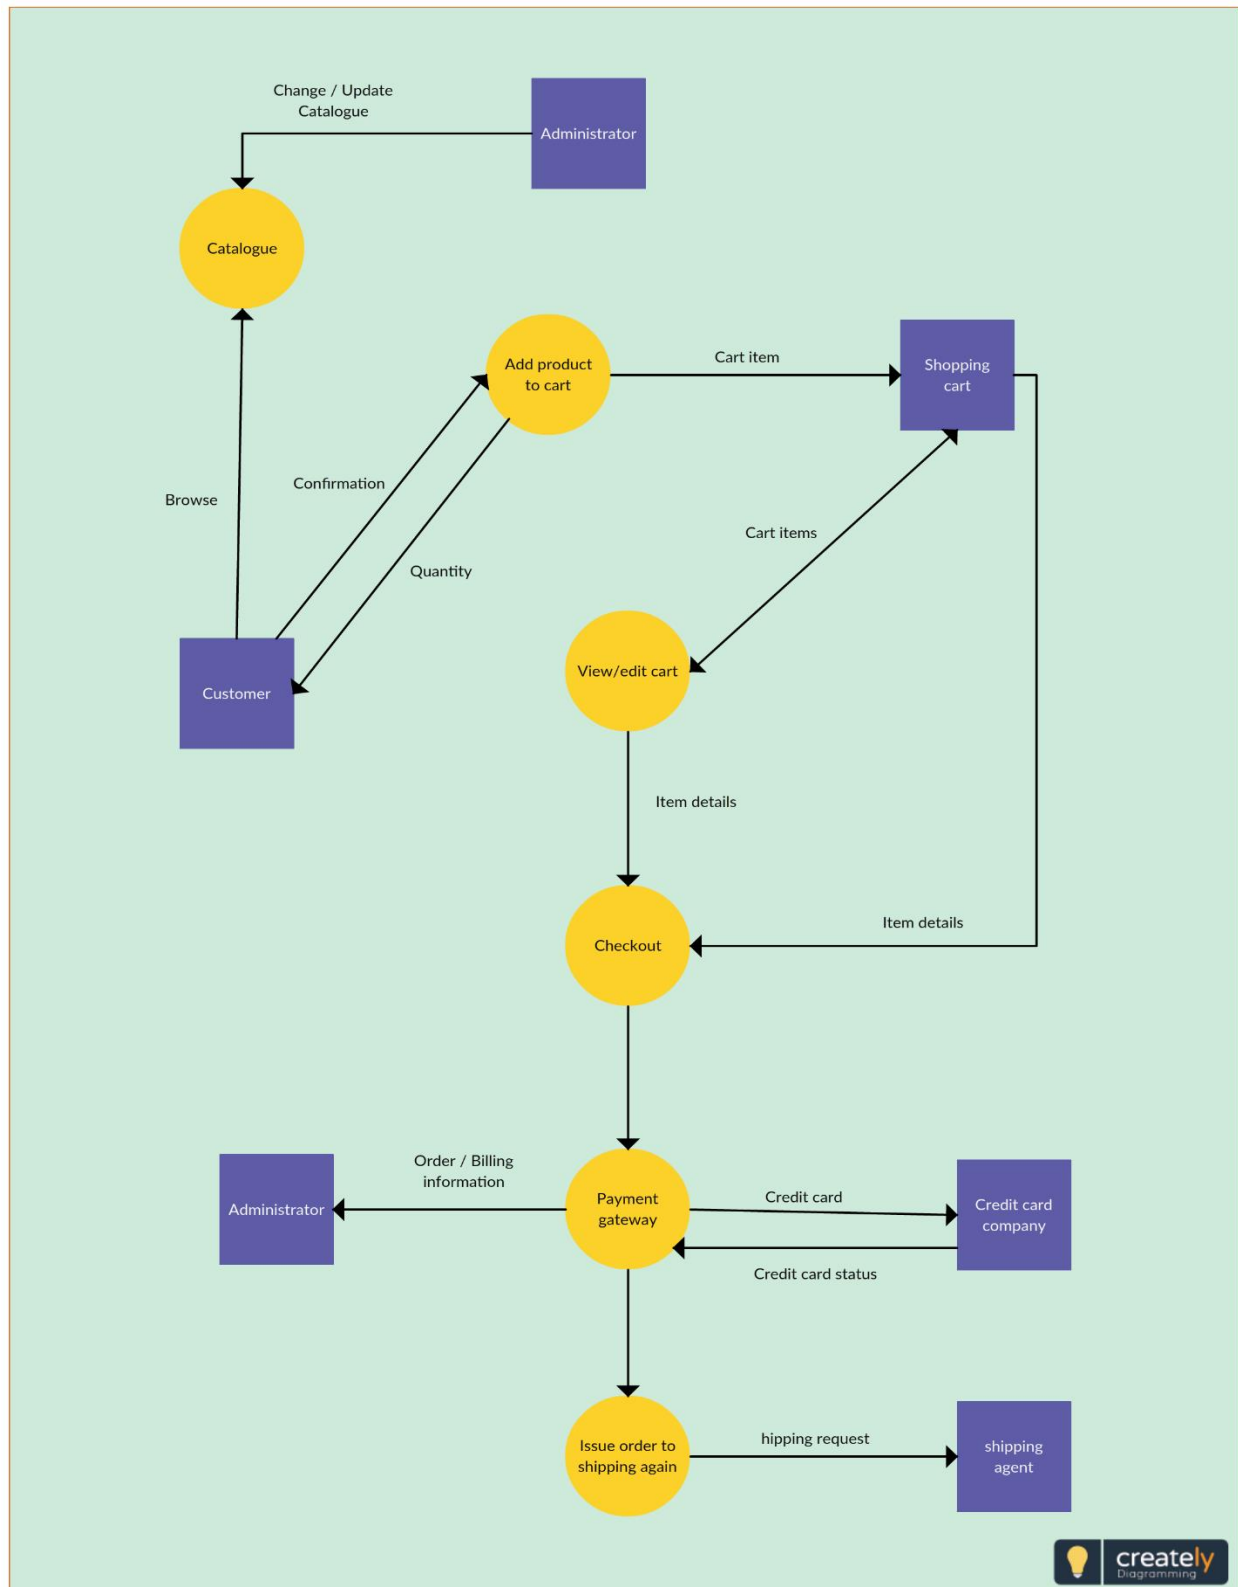 Change / Update
Catalogue
Administrator
Catalogue
Add product
to cart
Cart item
Shopping
cart
Confirmation
Browse
Quantity
Cart items
View/edit cart
Customer
Item details
Item details
Checkout
Order / Billing
information
Administrator
Payment
gateway
Credit card
Credit card
company
Credit card status
Issue order to
shipping again
hipping request
shipping
agent
creately
Diagramming